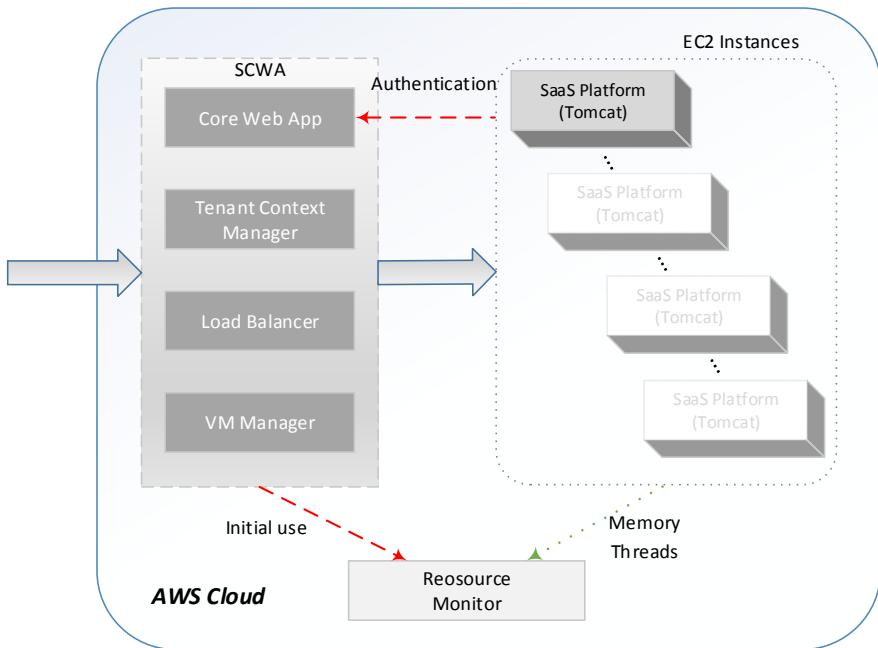 EC2 Instances
SCWA
Authentication
Core Web App
SaaS Platform
(Tomcat)
Tenant Context
Manager
SaaS Platform
(Tomcat)
Load Balancer
SaaS Platform
(Tomcat)
VM Manager
SaaS Platform
(Tomcat)
Initial use
Memory
Threads
Reosource
Monitor
AWS Cloud